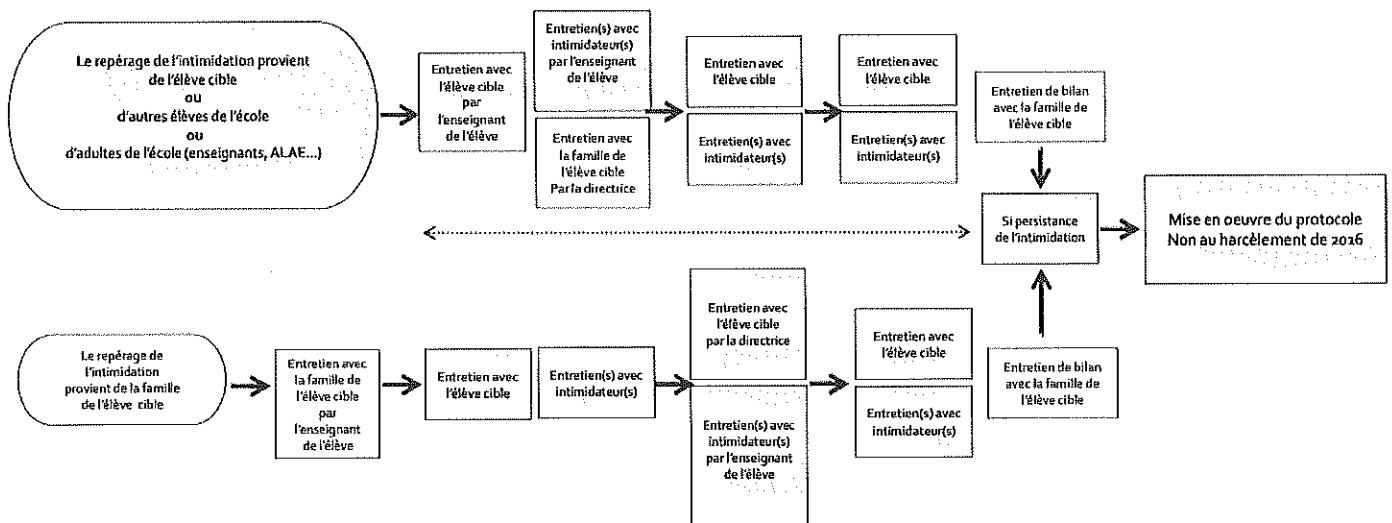 Le repérage de l'intimidation provient
de l'élève cible
ou
d'autres élèves de l'école
ou
d'adultes de l'école (enseignants, ALAE...)
Entretien avec
l'élève cible
par
l'enseignant
de l'élève
Entretien(s) avec
intimidateur(s)
par l'enseignant
de l'élève
Entretien avec
la famille de
l'élève cible
Par la directrice
Entretien avec
l'élève cible
Entretien(s) avec
intimidateur(s)
Entretien avec
l'élève cible
Entretien(s) avec
intimidateur(s)
Entretien de bilan
avec la famille de
l'élève cible
Si persistance
de l'intimidation
Mise en oeuvre du protocole
Non au harcèlement de 2016
Le repérage de
l'intimidation
provient de la famille
de l'élève cible
Entretien avec
la famille de
l'élève cible
par
l'enseignant
de l'élève
Entretien avec
l'élève cible
Entretien(s) avec
intimidateur(s)
Entretien avec
l'élève cible
par la directrice
Entretien(s) avec
intimidateur(s)
par l'enseignant
de l'élève
Entretien avec
l'élève cible
Entretien(s) avec
intimidateur(s)
Entretien de bilan
avec la famille de
l'élève cible